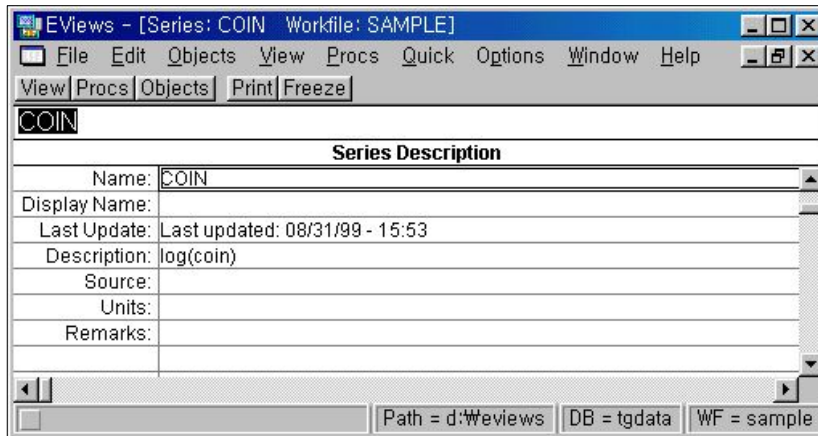 EViews - [Series: COIN Workfile: SAMPLE]
File Edit Objects View Procs Quick Options Window Help
View Procs Objects Print Freeze
COIN
Series Description
Name: COIN
Display Name:
Last Update: Last updated: 08/31/99 - 15:53
Description: log(coin)
Source:
Units:
Remarks:
Path = d:₩eviews DB = tgdata WF = sample